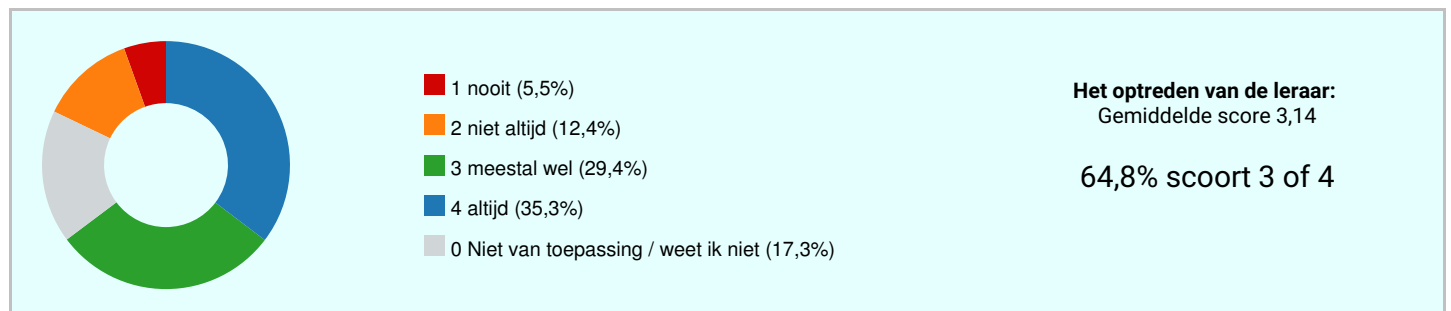 1 nooit (5,5%)
2 niet altijd (12,4%)
3 meestal wel (29,4%)
4 altijd (35,3%)
0 Niet van toepassing / weet ik niet (17,3%)
Het optreden van de leraar:
Gemiddelde score 3,14
64,8% scoort 3 of 4